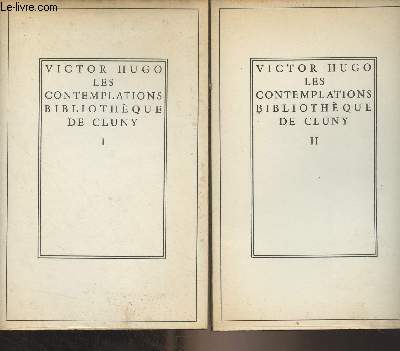 Le-livre.com
VICTOR HUGO
LES
CONTEMPLATIONS
BIBLIOTHÈQUE
DE CLUNY
I
VICTOR HUGO
LES
CONTEMPLATIONS
BIBLIOTHÈQUE
DE CLUNY
II